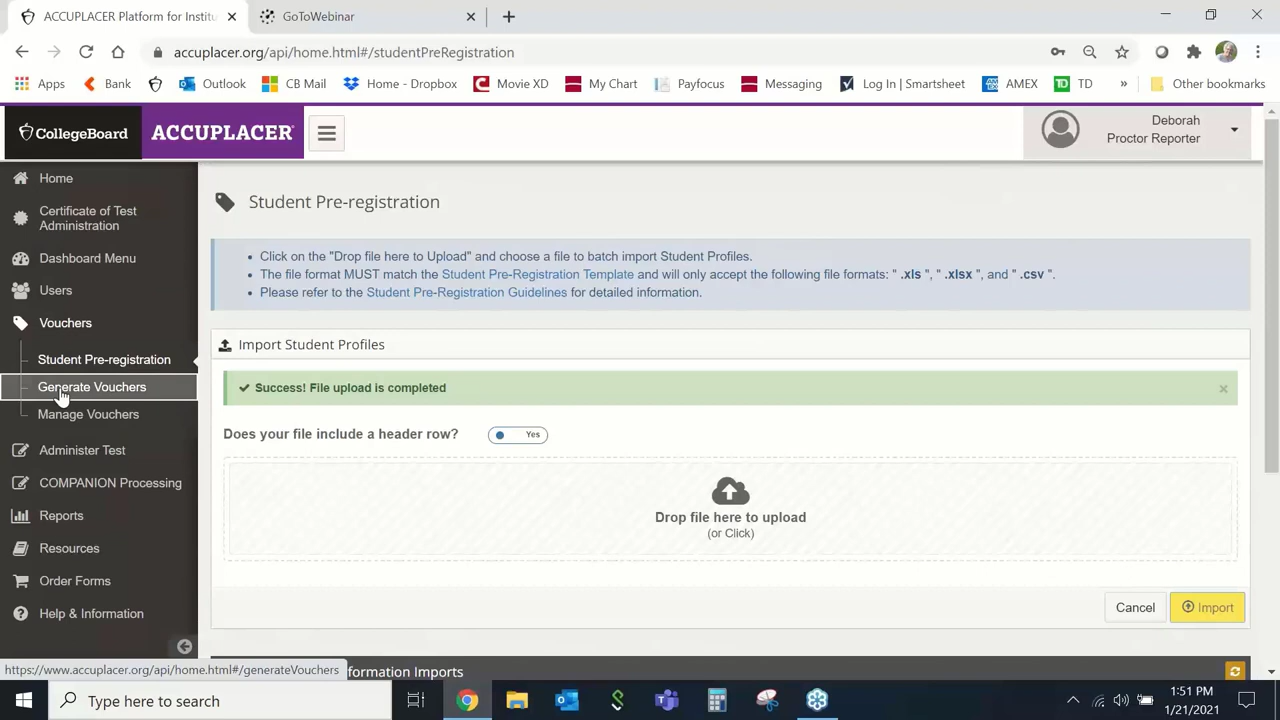 ACCUPLACER Platform for Institu
GoToWebinar
accuplacer.org/api/home.html#/studentPreRegistration
Apps
Bank
Outlook
CB Mail
Home - Dropbox
Movie XD
My Chart
Payfocus
Messaging
Log In | Smartsheet
AMEX
TD
»
Other bookmarks
CollegeBoard
ACCUPLACER
Deborah
Proctor Reporter
Home
Certificate of Test
Administration
Dashboard Menu
Users
Vouchers
Student Pre-registration
Generate Vouchers
Manage Vouchers
Administer Test
COMPANION Processing
Reports
Resources
Order Forms
Help & Information
Student Pre-registration
• Click on the "Drop file here to Upload" and choose a file to batch import Student Profiles.
• The file format MUST match the Student Pre-Registration Template and will only accept the following file formats: " .xls ", " .xlsx ", and " .csv ".
• Please refer to the Student Pre-Registration Guidelines for detailed information.
Import Student Profiles
Success! File upload is completed
Does your file include a header row? Yes
Drop file here to upload
(or Click)
Cancel
Import
https://www.accuplacer.org/api/home.html#/generateVouchers
formation Imports
Type here to search
1:51 PM
1/21/2021